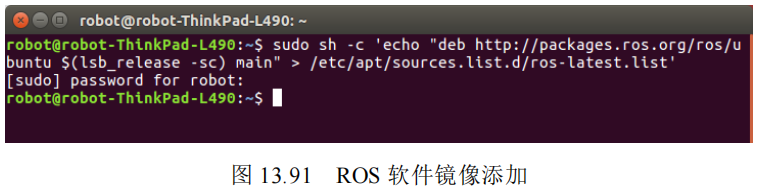 robot@robot-ThinkPad-L490: ~
robot@robot-ThinkPad-L490:~$ sudo sh -c 'echo "deb http://packages.ros.org/ros/u
buntu $(lsb_release -sc) main" > /etc/apt/sources.list.d/ros-latest.list'
[sudo] password for robot:
robot@robot-ThinkPad-L490:~$
图 13.91 ROS 软件镜像添加